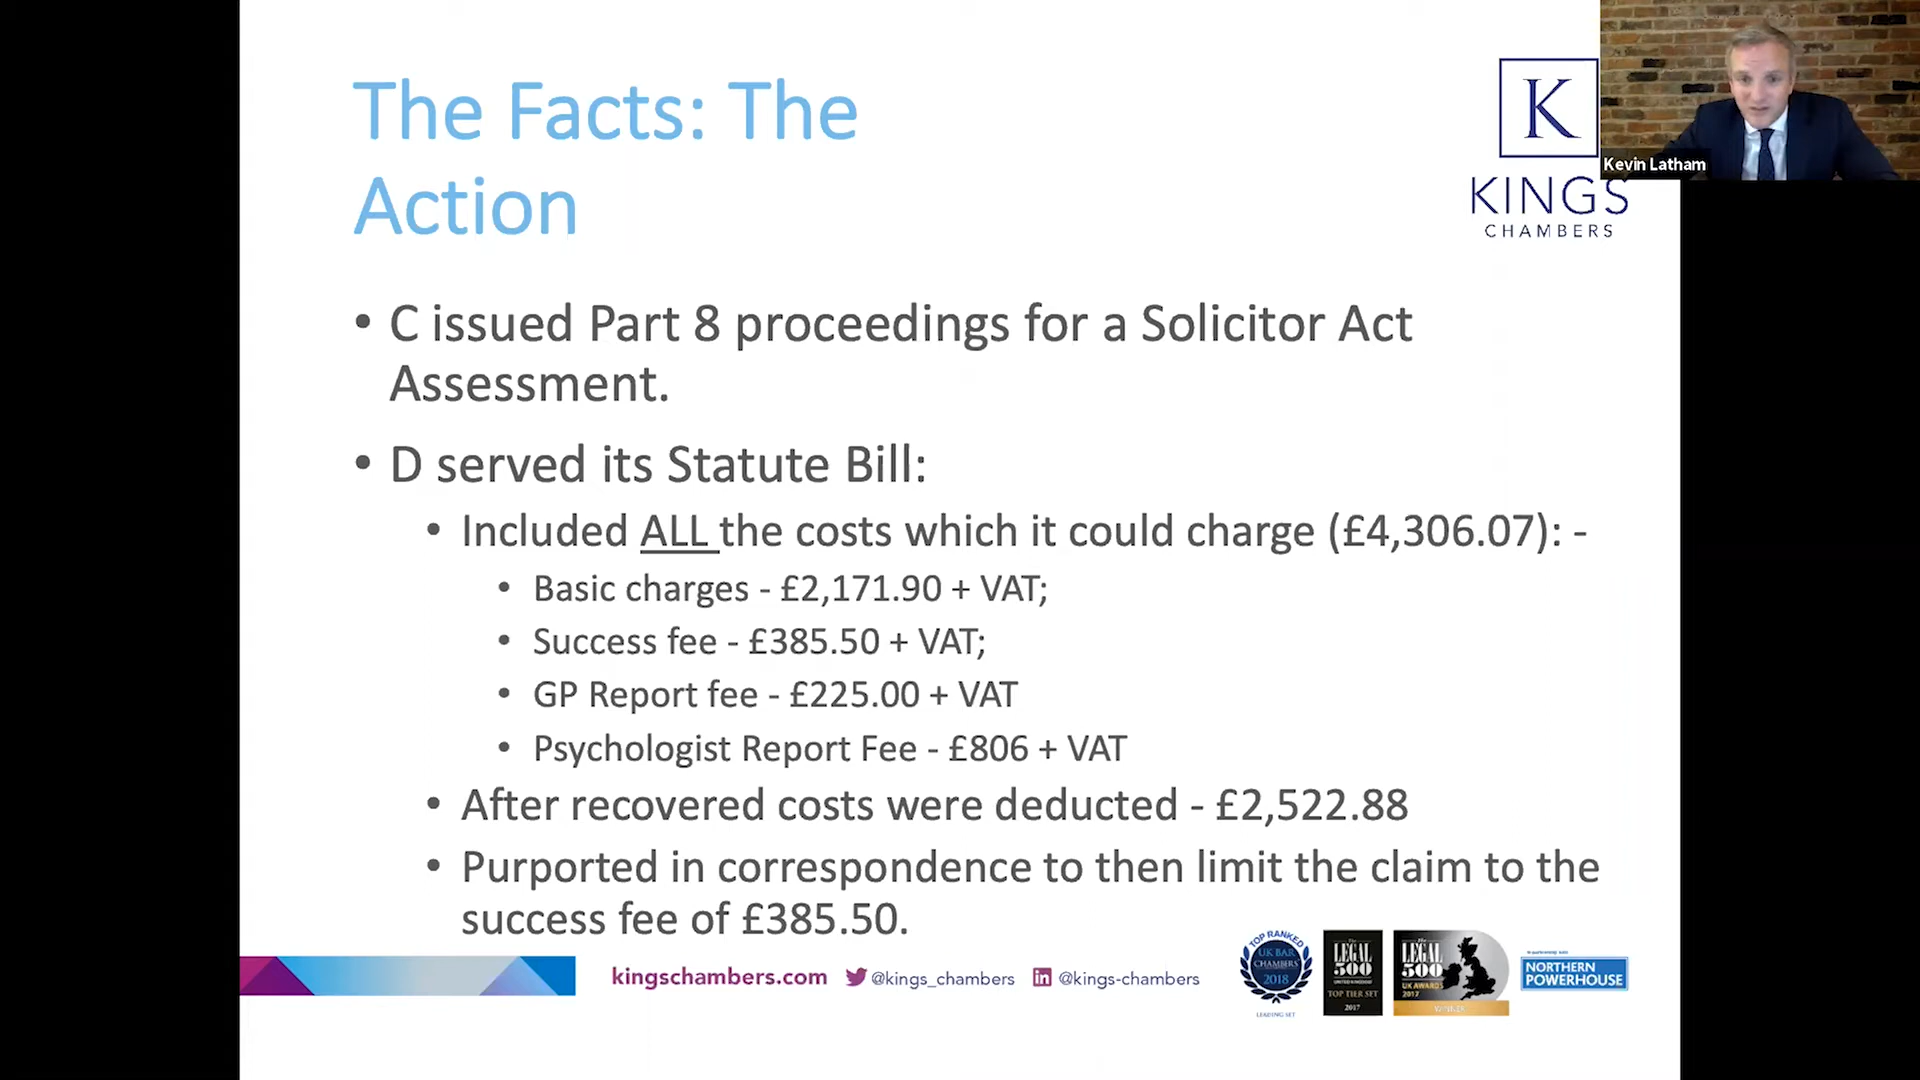 The Facts: The
Action
K
KINGS
CHAMBERS
Kevin Latham
• C issued Part 8 proceedings for a Solicitor Act
Assessment.
• D served its Statute Bill:
• Included ALL the costs which it could charge (£4,306.07): -
• Basic charges - £2,171.90 + VAT;
• Success fee - £385.50 + VAT;
• GP Report fee - £225.00 + VAT
• Psychologist Report Fee - £806 + VAT
• After recovered costs were deducted - £2,522.88
• Purported in correspondence to then limit the claim to the
success fee of £385.50.
kingschambers.com @kings_chambers in @kings-chambers
TOP RANKED
UK BAR
CHAMBERS
2018
LEADING SET
The
LEGAL
500
UNITED KINGDOM
TOP TIER SET
2017
The
LEGAL
500
UK AWARDS
2017
WINNER
NORTHERN
POWERHOUSE